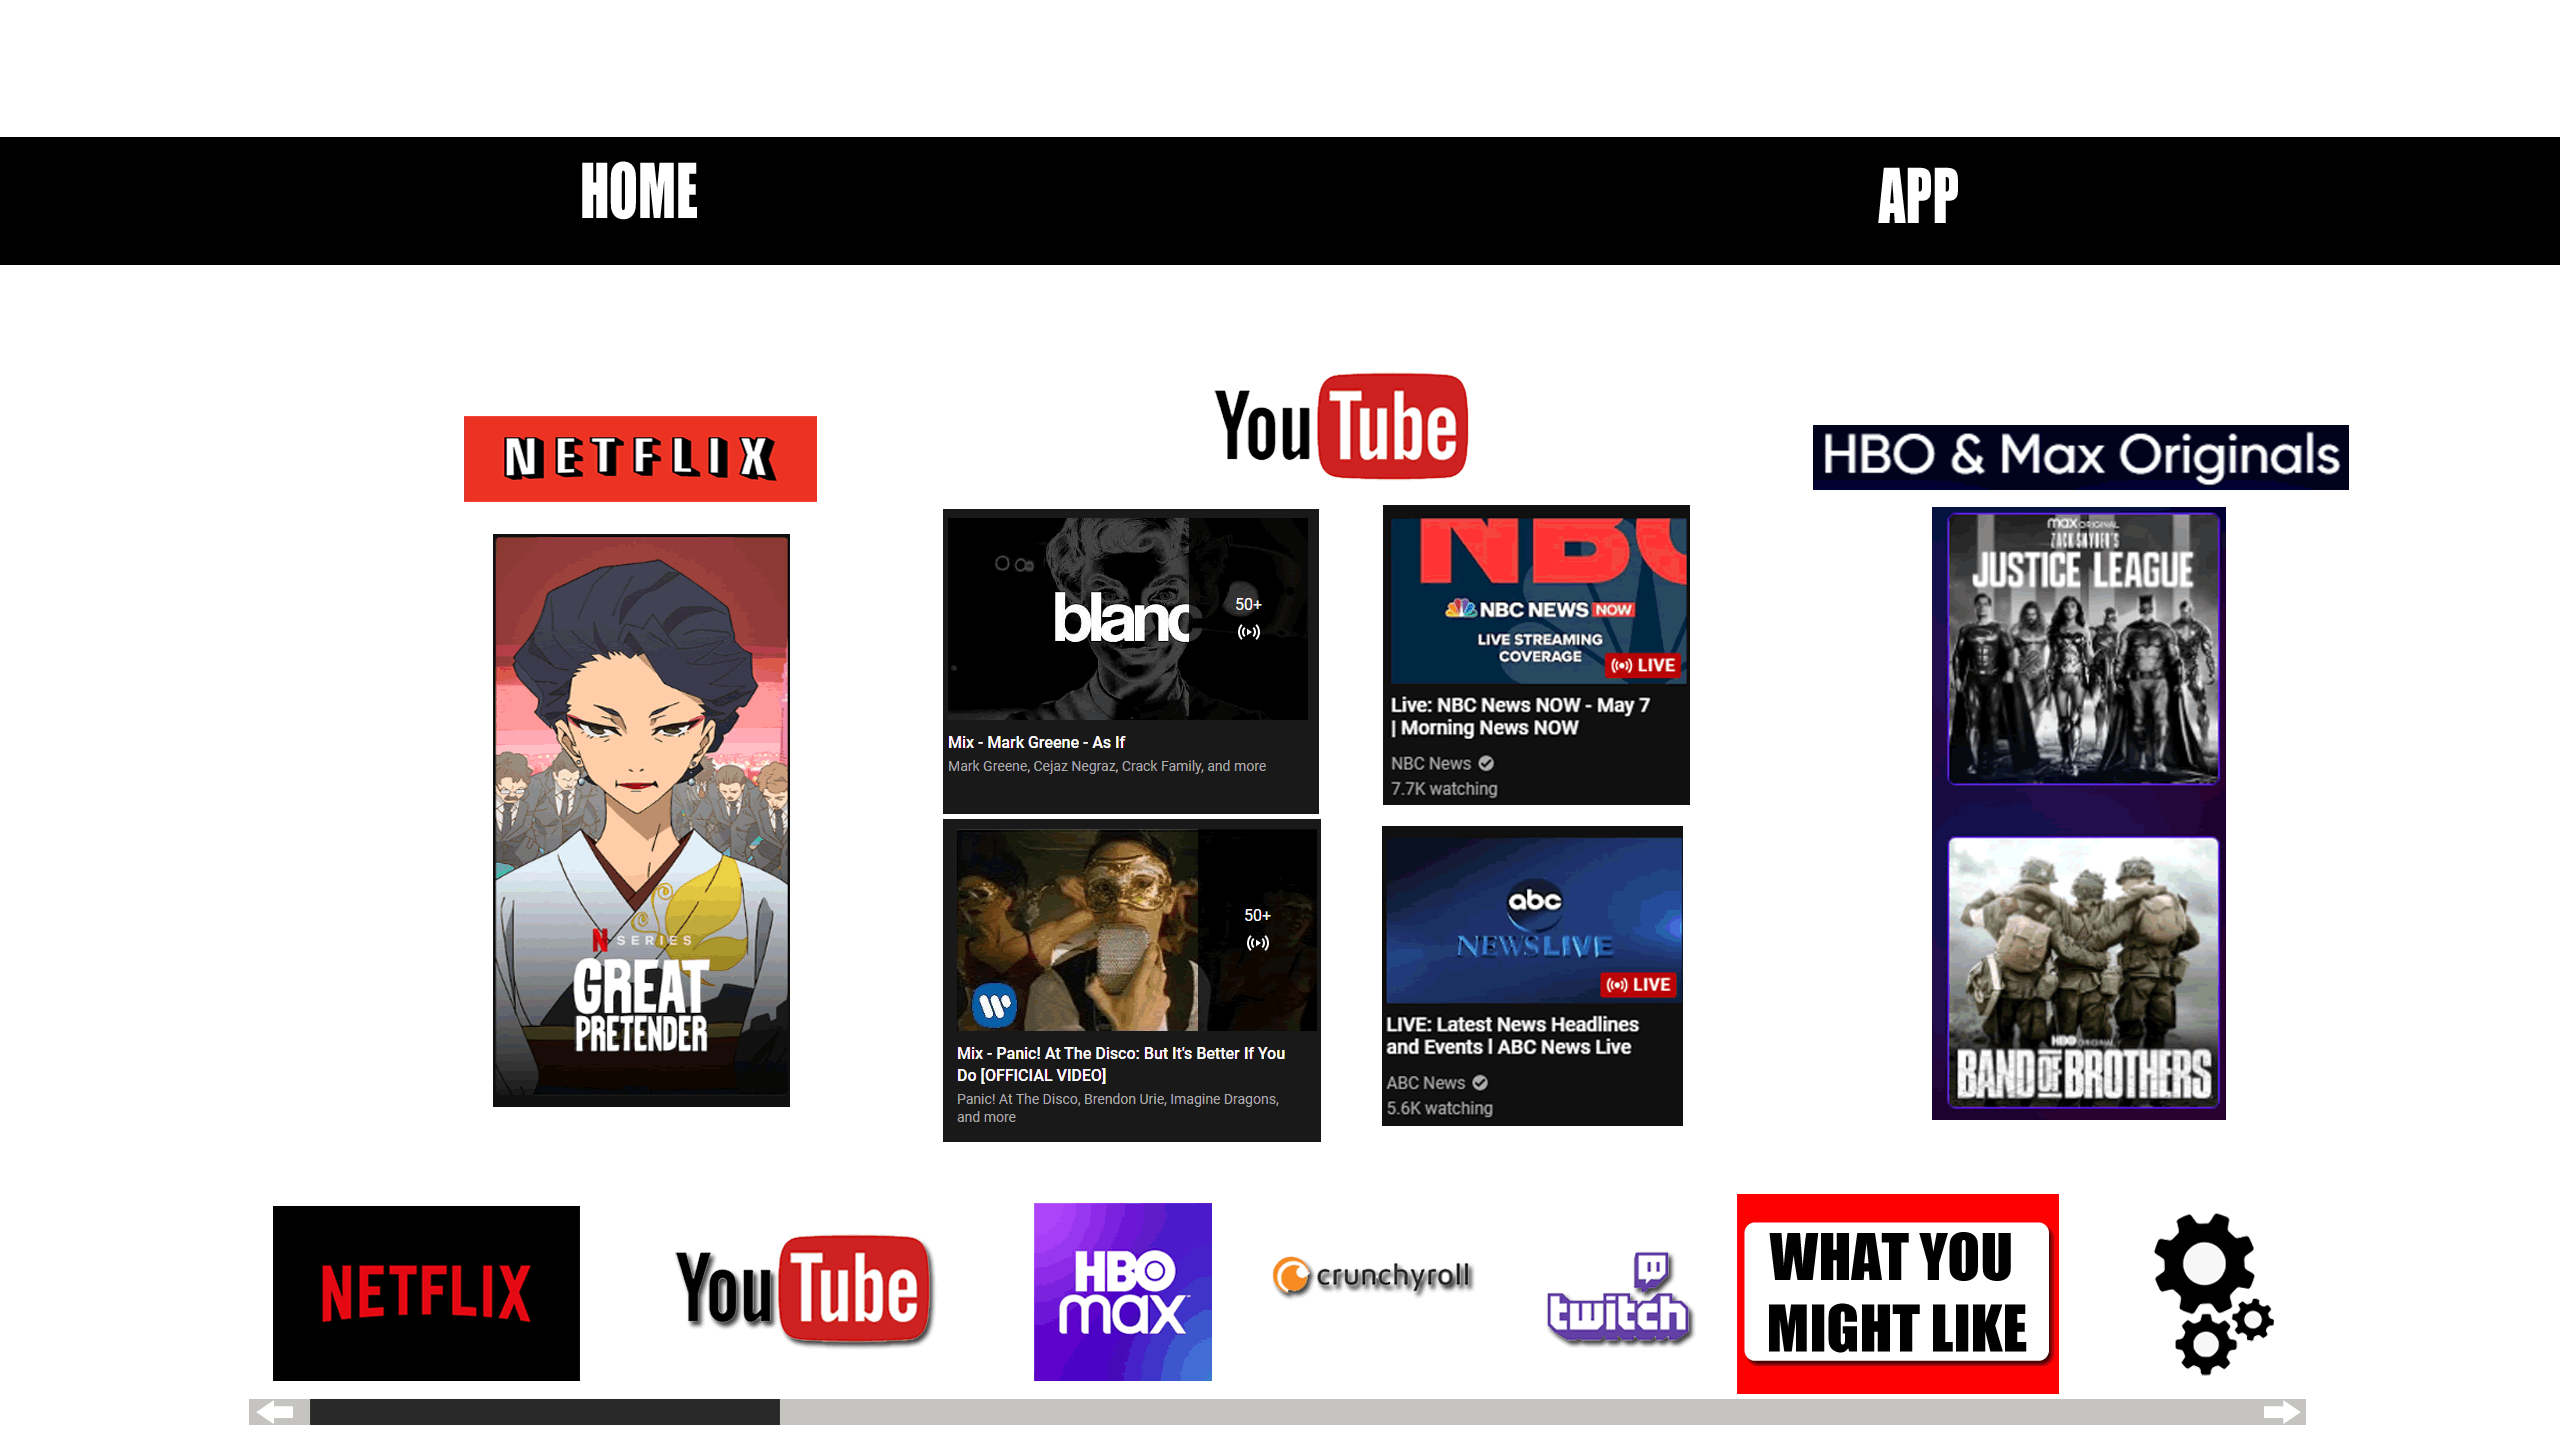 HOME
APP
NETFLIX
YouTube
HBO & Max Originals
blanc
50+
Mix - Mark Greene - As If
Mark Greene, Cejaz Negraz, Crack Family, and more
NBC
NBC NEWS NOW
LIVE STREAMING
COVERAGE
LIVE
Live: NBC News NOW - May 7
| Morning News NOW
NBC News
7.7K watching
max ORIGINAL
ZACK SNYDER'S
JUSTICE LEAGUE
N SERIES
GREAT
PRETENDER
50+
Mix - Panic! At The Disco: But It's Better If You
Do [OFFICIAL VIDEO]
Panic! At The Disco, Brendon Urie, Imagine Dragons,
and more
abc
NEWS LIVE
LIVE
LIVE: Latest News Headlines
and Events l ABC News Live
ABC News
5.6K watching
HBO ORIGINAL
BAND OF BROTHERS
NETFLIX
YouTube
HBO
max
crunchyroll
twitch
WHAT YOU
MIGHT LIKE